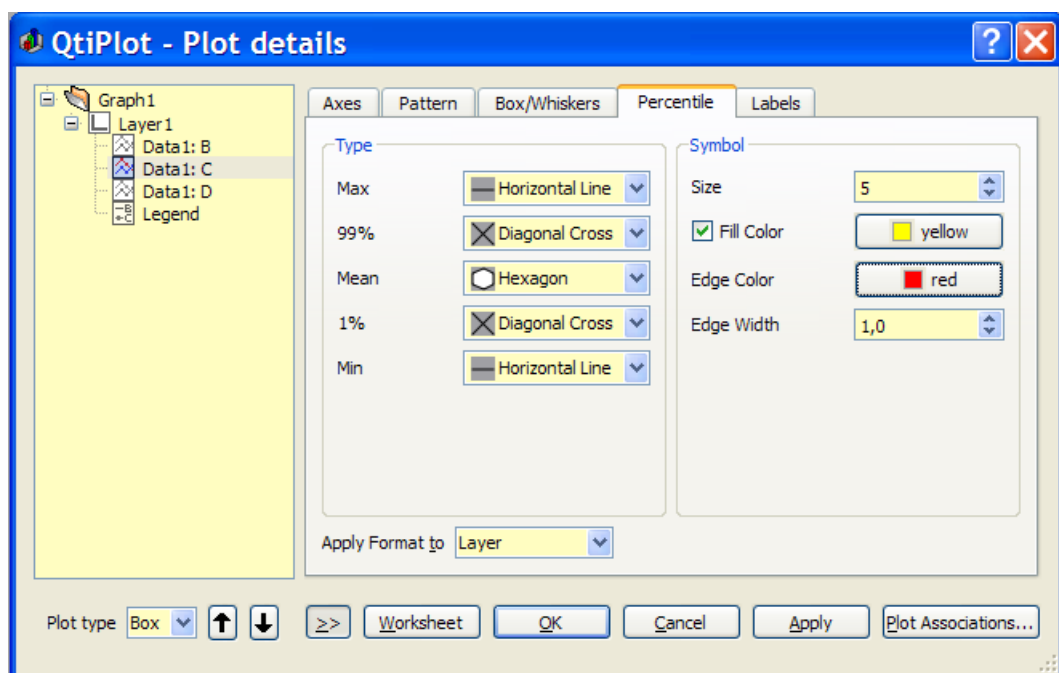 QtiPlot - Plot details
Graph1
Layer1
Data1: B
Data1: C
Data1: D
Legend
Axes Pattern Box/Whiskers Percentile Labels
Type
Max Horizontal Line
99% Diagonal Cross
Mean Hexagon
1% Diagonal Cross
Min Horizontal Line
Symbol
Size 5
Fill Color yellow
Edge Color red
Edge Width 1,0
Apply Format to Layer
Plot type Box >> Worksheet OK Cancel Apply Plot Associations...